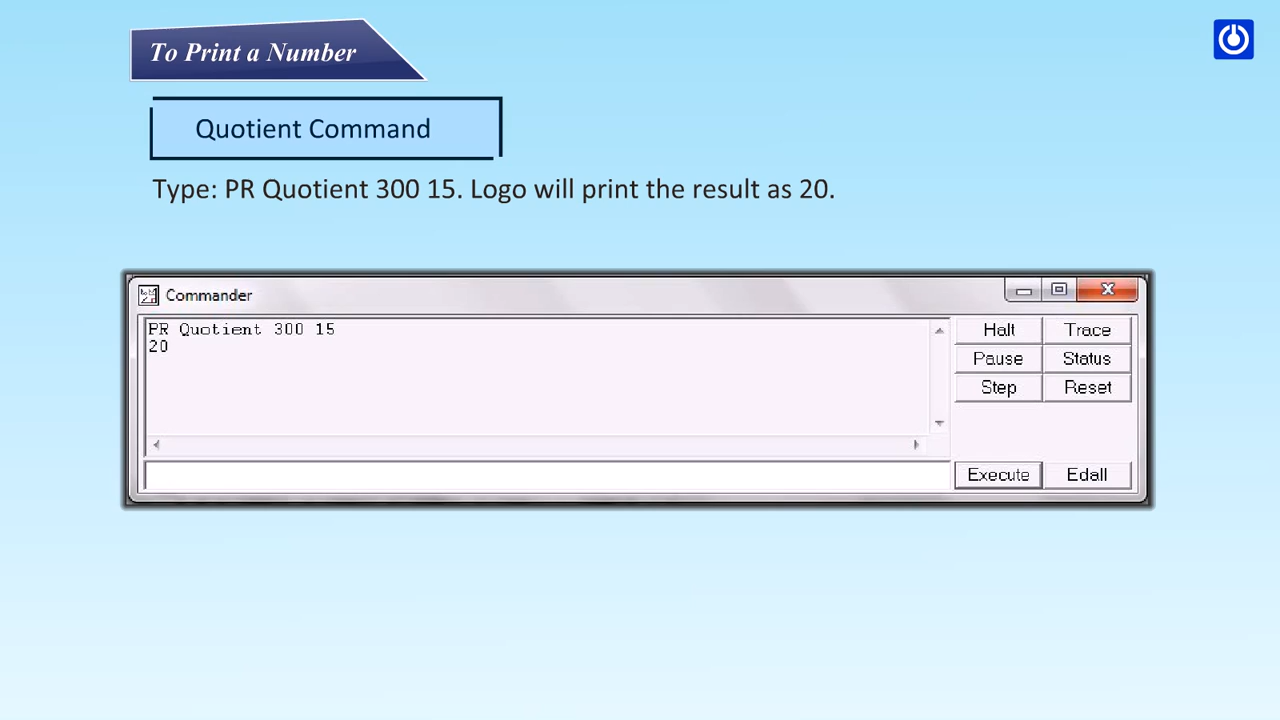 To Print a Number
Quotient Command
Type: PR Quotient 300 15. Logo will print the result as 20.
Commander
PR Quotient 300 15
20
Halt Trace
Pause Status
Step Reset
Execute Edall